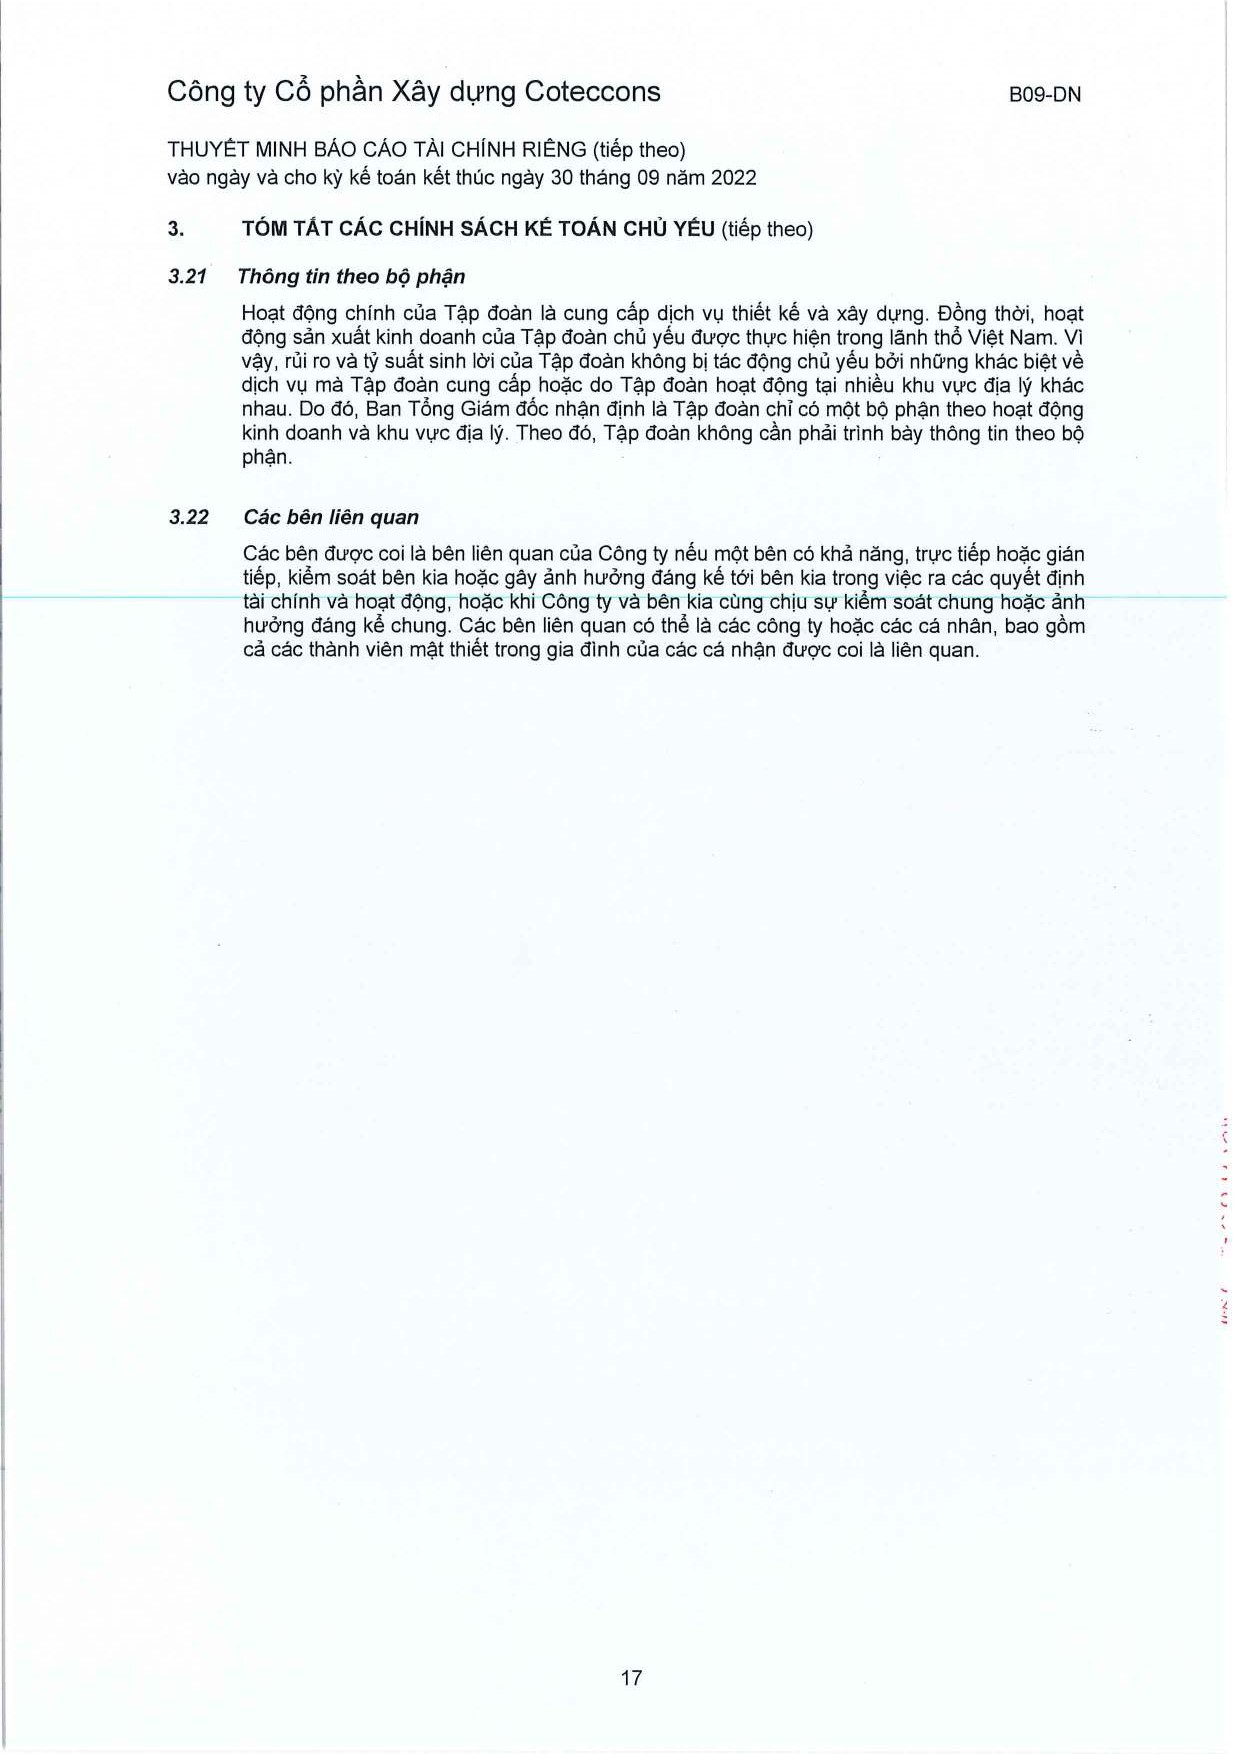 Công ty Cổ phần Xây dựng Coteccons
B09-DN
THUYẾT MINH BÁO CÁO TÀI CHÍNH RIÊNG (tiếp theo)
vào ngày và cho kỳ kế toán kết thúc ngày 30 tháng 09 năm 2022
3. TÓM TẮT CÁC CHÍNH SÁCH KẾ TOÁN CHỦ YẾU (tiếp theo)
3.21 Thông tin theo bộ phận
Hoạt động chính của Tập đoàn là cung cấp dịch vụ thiết kế và xây dựng. Đồng thời, hoạt
động sản xuất kinh doanh của Tập đoàn chủ yếu được thực hiện trong lãnh thổ Việt Nam. Vì
vậy, rủi ro và tỷ suất sinh lời của Tập đoàn không bị tác động chủ yếu bởi những khác biệt về
dịch vụ mà Tập đoàn cung cấp hoặc do Tập đoàn hoạt động tại nhiều khu vực địa lý khác
nhau. Do đó, Ban Tổng Giám đốc nhận định là Tập đoàn chỉ có một bộ phận theo hoạt động
kinh doanh và khu vực địa lý. Theo đó, Tập đoàn không cần phải trình bày thông tin theo bộ
phận.
3.22 Các bên liên quan
Các bên được coi là bên liên quan của Công ty nếu một bên có khả năng, trực tiếp hoặc gián
tiếp, kiểm soát bên kia hoặc gây ảnh hưởng đáng kể tới bên kia trong việc ra các quyết định
tài chính và hoạt động, hoặc khi Công ty và bên kia cùng chịu sự kiểm soát chung hoặc ảnh
hưởng đáng kể chung. Các bên liên quan có thể là các công ty hoặc các cá nhân, bao gồm
cả các thành viên mật thiết trong gia đình của các cá nhận được coi là liên quan.
17